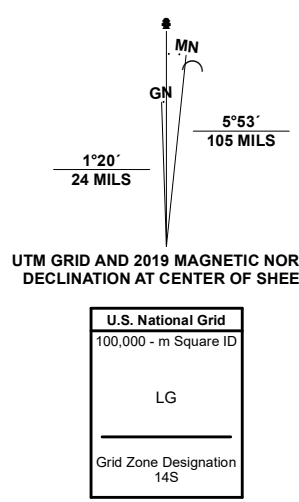 MN
GN
5°53´
105 MILS
1°20´
24 MILS
UTM GRID AND 2019 MAGNETIC NOR
DECLINATION AT CENTER OF SHEE
U.S. National Grid
100,000 - m Square ID
LG
Grid Zone Designation
14S